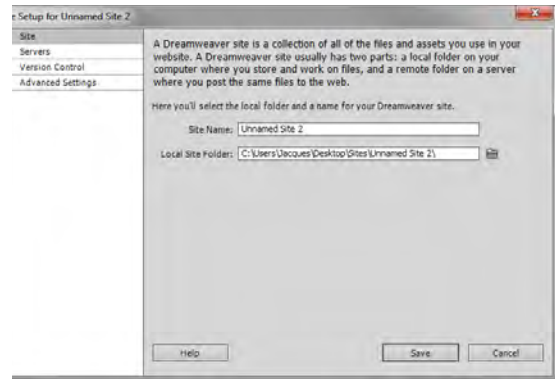 e Setup for Unnamed Site 2
Site
Servers
Version Control
Advanced Settings
A Dreamweaver site is a collection of all of the files and assets you use in your
website. A Dreamweaver site usually has two parts: a local folder on your
computer where you store and work on files, and a remote folder on a server
where you post the same files to the web.
Here you'll select the local folder and a name for your Dreamweaver site.
Site Name: Unnamed Site 2
Local Site Folder: C:\Users\Jacques\Desktop\Sites\Unnamed Site 2\
Help
Save
Cancel